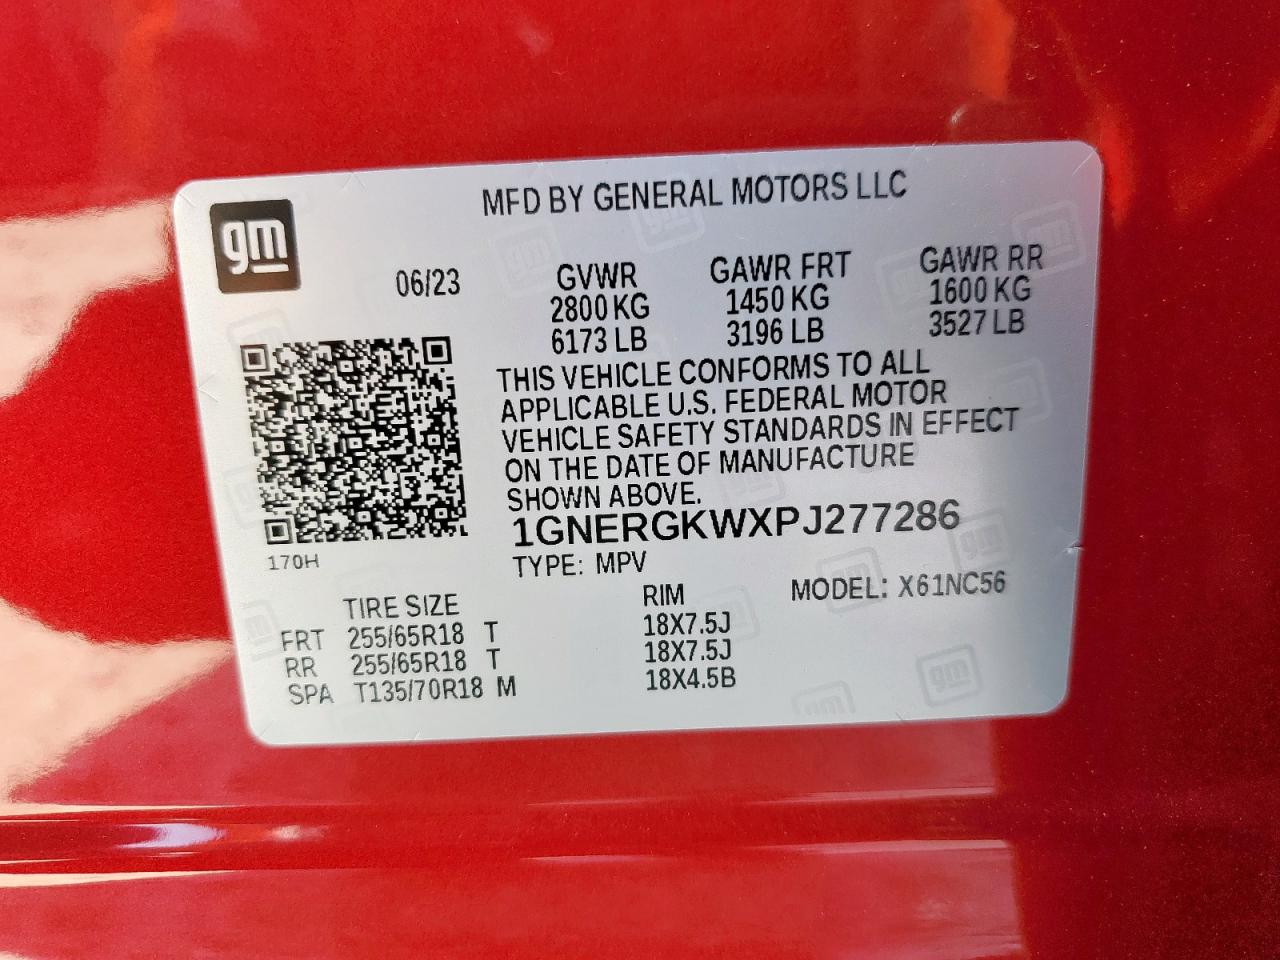 MFD BY GENERAL MOTORS LLC
gm
06/23
GVWR
2800 KG
6173 LB
GAWR FRT
1450 KG
3196 LB
GAWR RR
1600 KG
3527 LB
THIS VEHICLE CONFORMS TO ALL
APPLICABLE U.S. FEDERAL MOTOR
VEHICLE SAFETY STANDARDS IN EFFECT
ON THE DATE OF MANUFACTURE
SHOWN ABOVE.
1GNERGKWXPJ277286
170H
TYPE: MPV
MODEL: X61NC56
TIRE SIZE RIM
FRT 255/65R18 T 18X7.5J
RR 255/65R18 T 18X7.5J
SPA T135/70R18 M 18X4.5B